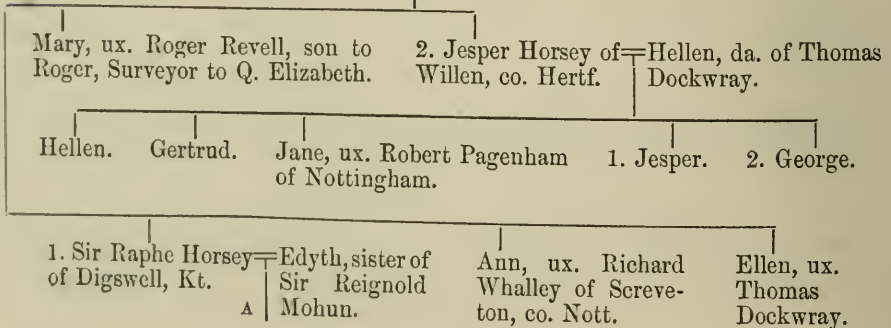 Mary, ux. Roger Revell, son to
Roger, Surveyor to Q. Elizabeth.
2. Jesper Horsey of=Hellen, da. of Thomas
Willen, co. Hertf. Dockwray.
Hellen. Gertrud. Jane, ux. Robert Pagenham
of Nottingham.
1. Jesper. 2. George.
1. Sir Raphe Horsey=Edyth, sister of
of Digswell, Kt. Sir Reignold
A Mohun.
Ann, ux. Richard
Whalley of Screve-
ton, co. Nott.
Ellen, ux.
Thomas
Dockwray.